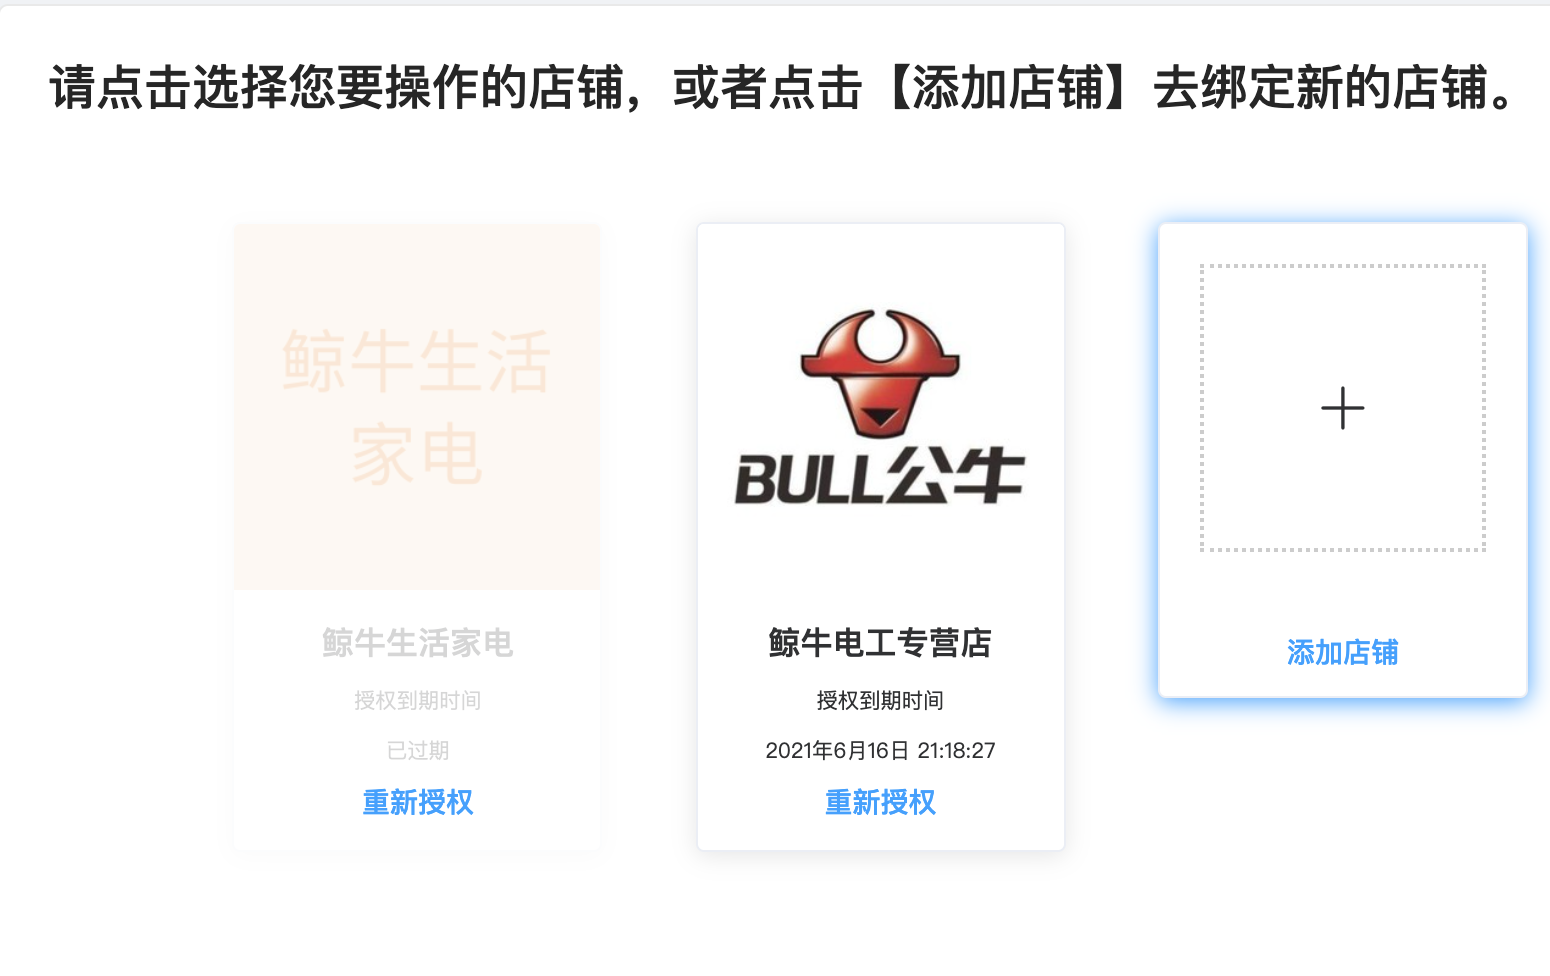 请点击选择您要操作的店铺，或者点击【添加店铺】去绑定新的店铺。
鲸牛生活
家电
鲸牛生活家电
授权到期时间
已过期
重新授权
BULL公牛
鲸牛电工专营店
授权到期时间
2021年6月16日 21:18:27
重新授权
添加店铺